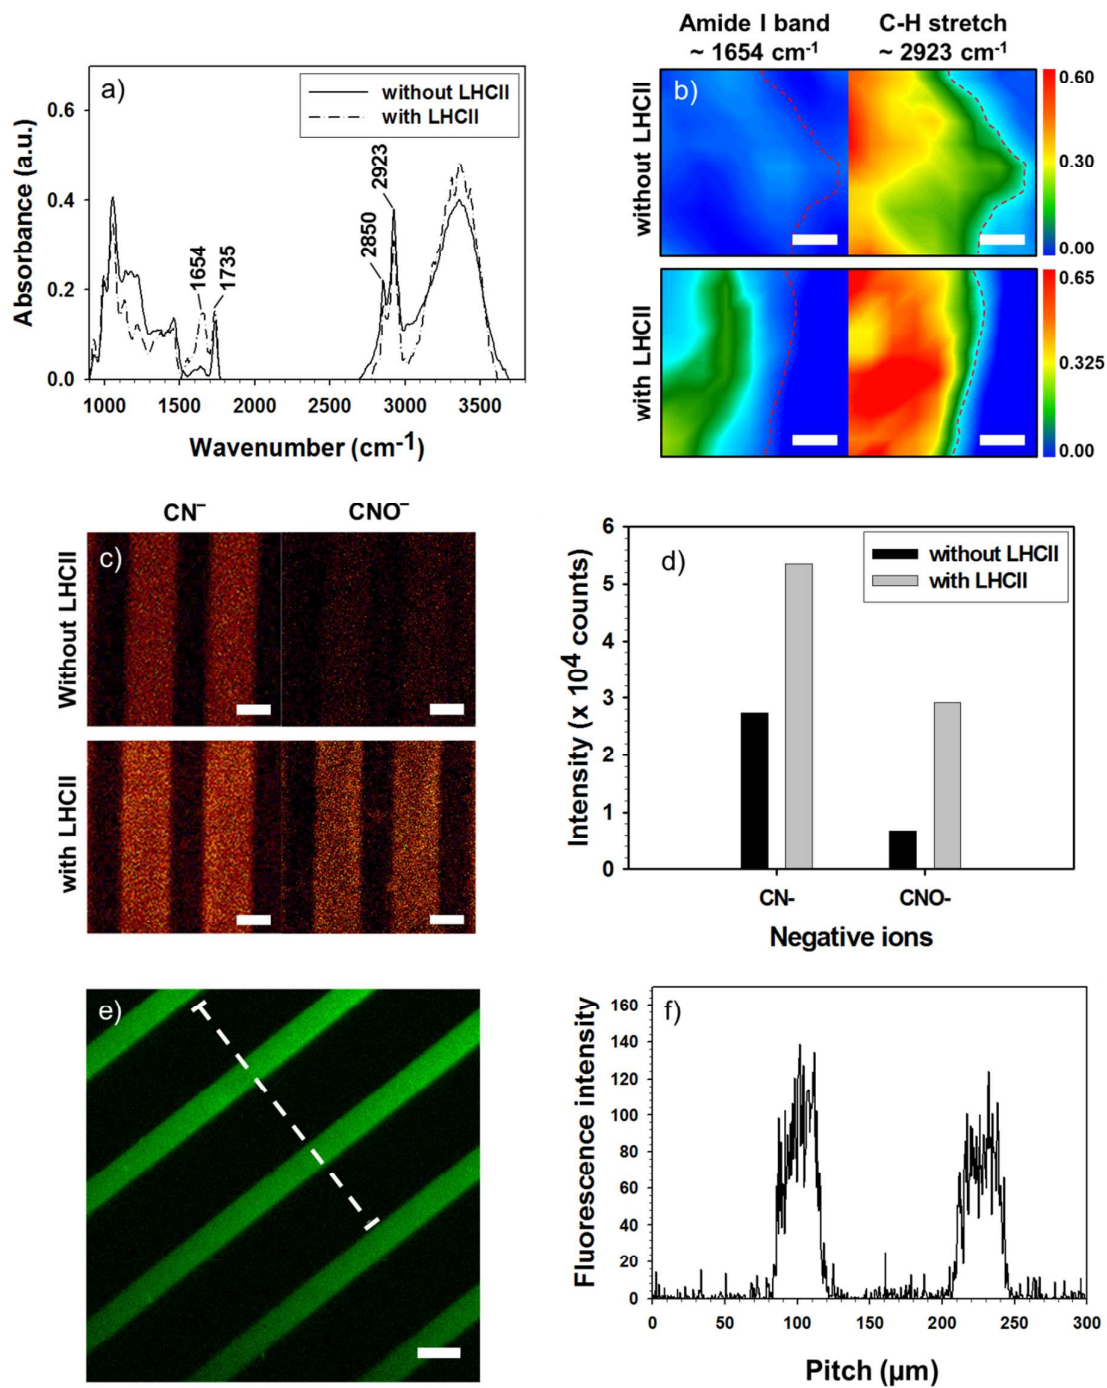 a)
without LHCII
with LHCII
Absorbance (a.u.)
0.6
0.4
0.2
0.0
1654
1735
2850
2923
1000 1500 2000 2500 3000 3500
Wavenumber (cm-1)
Amide I band
~ 1654 cm-1
C-H stretch
~ 2923 cm-1
b)
without LHCII
0.60
0.30
0.00
with LHCII
0.65
0.325
0.00
CN–
CNO–
c)
Without LHCII
with LHCII
d)
without LHCII
with LHCII
Intensity (x 104 counts)
6
5
4
3
2
1
0
CN-
CNO-
Negative ions
e)
f)
Fluorescence intensity
160
140
120
100
80
60
40
20
0
0 50 100 150 200 250 300
Pitch (µm)